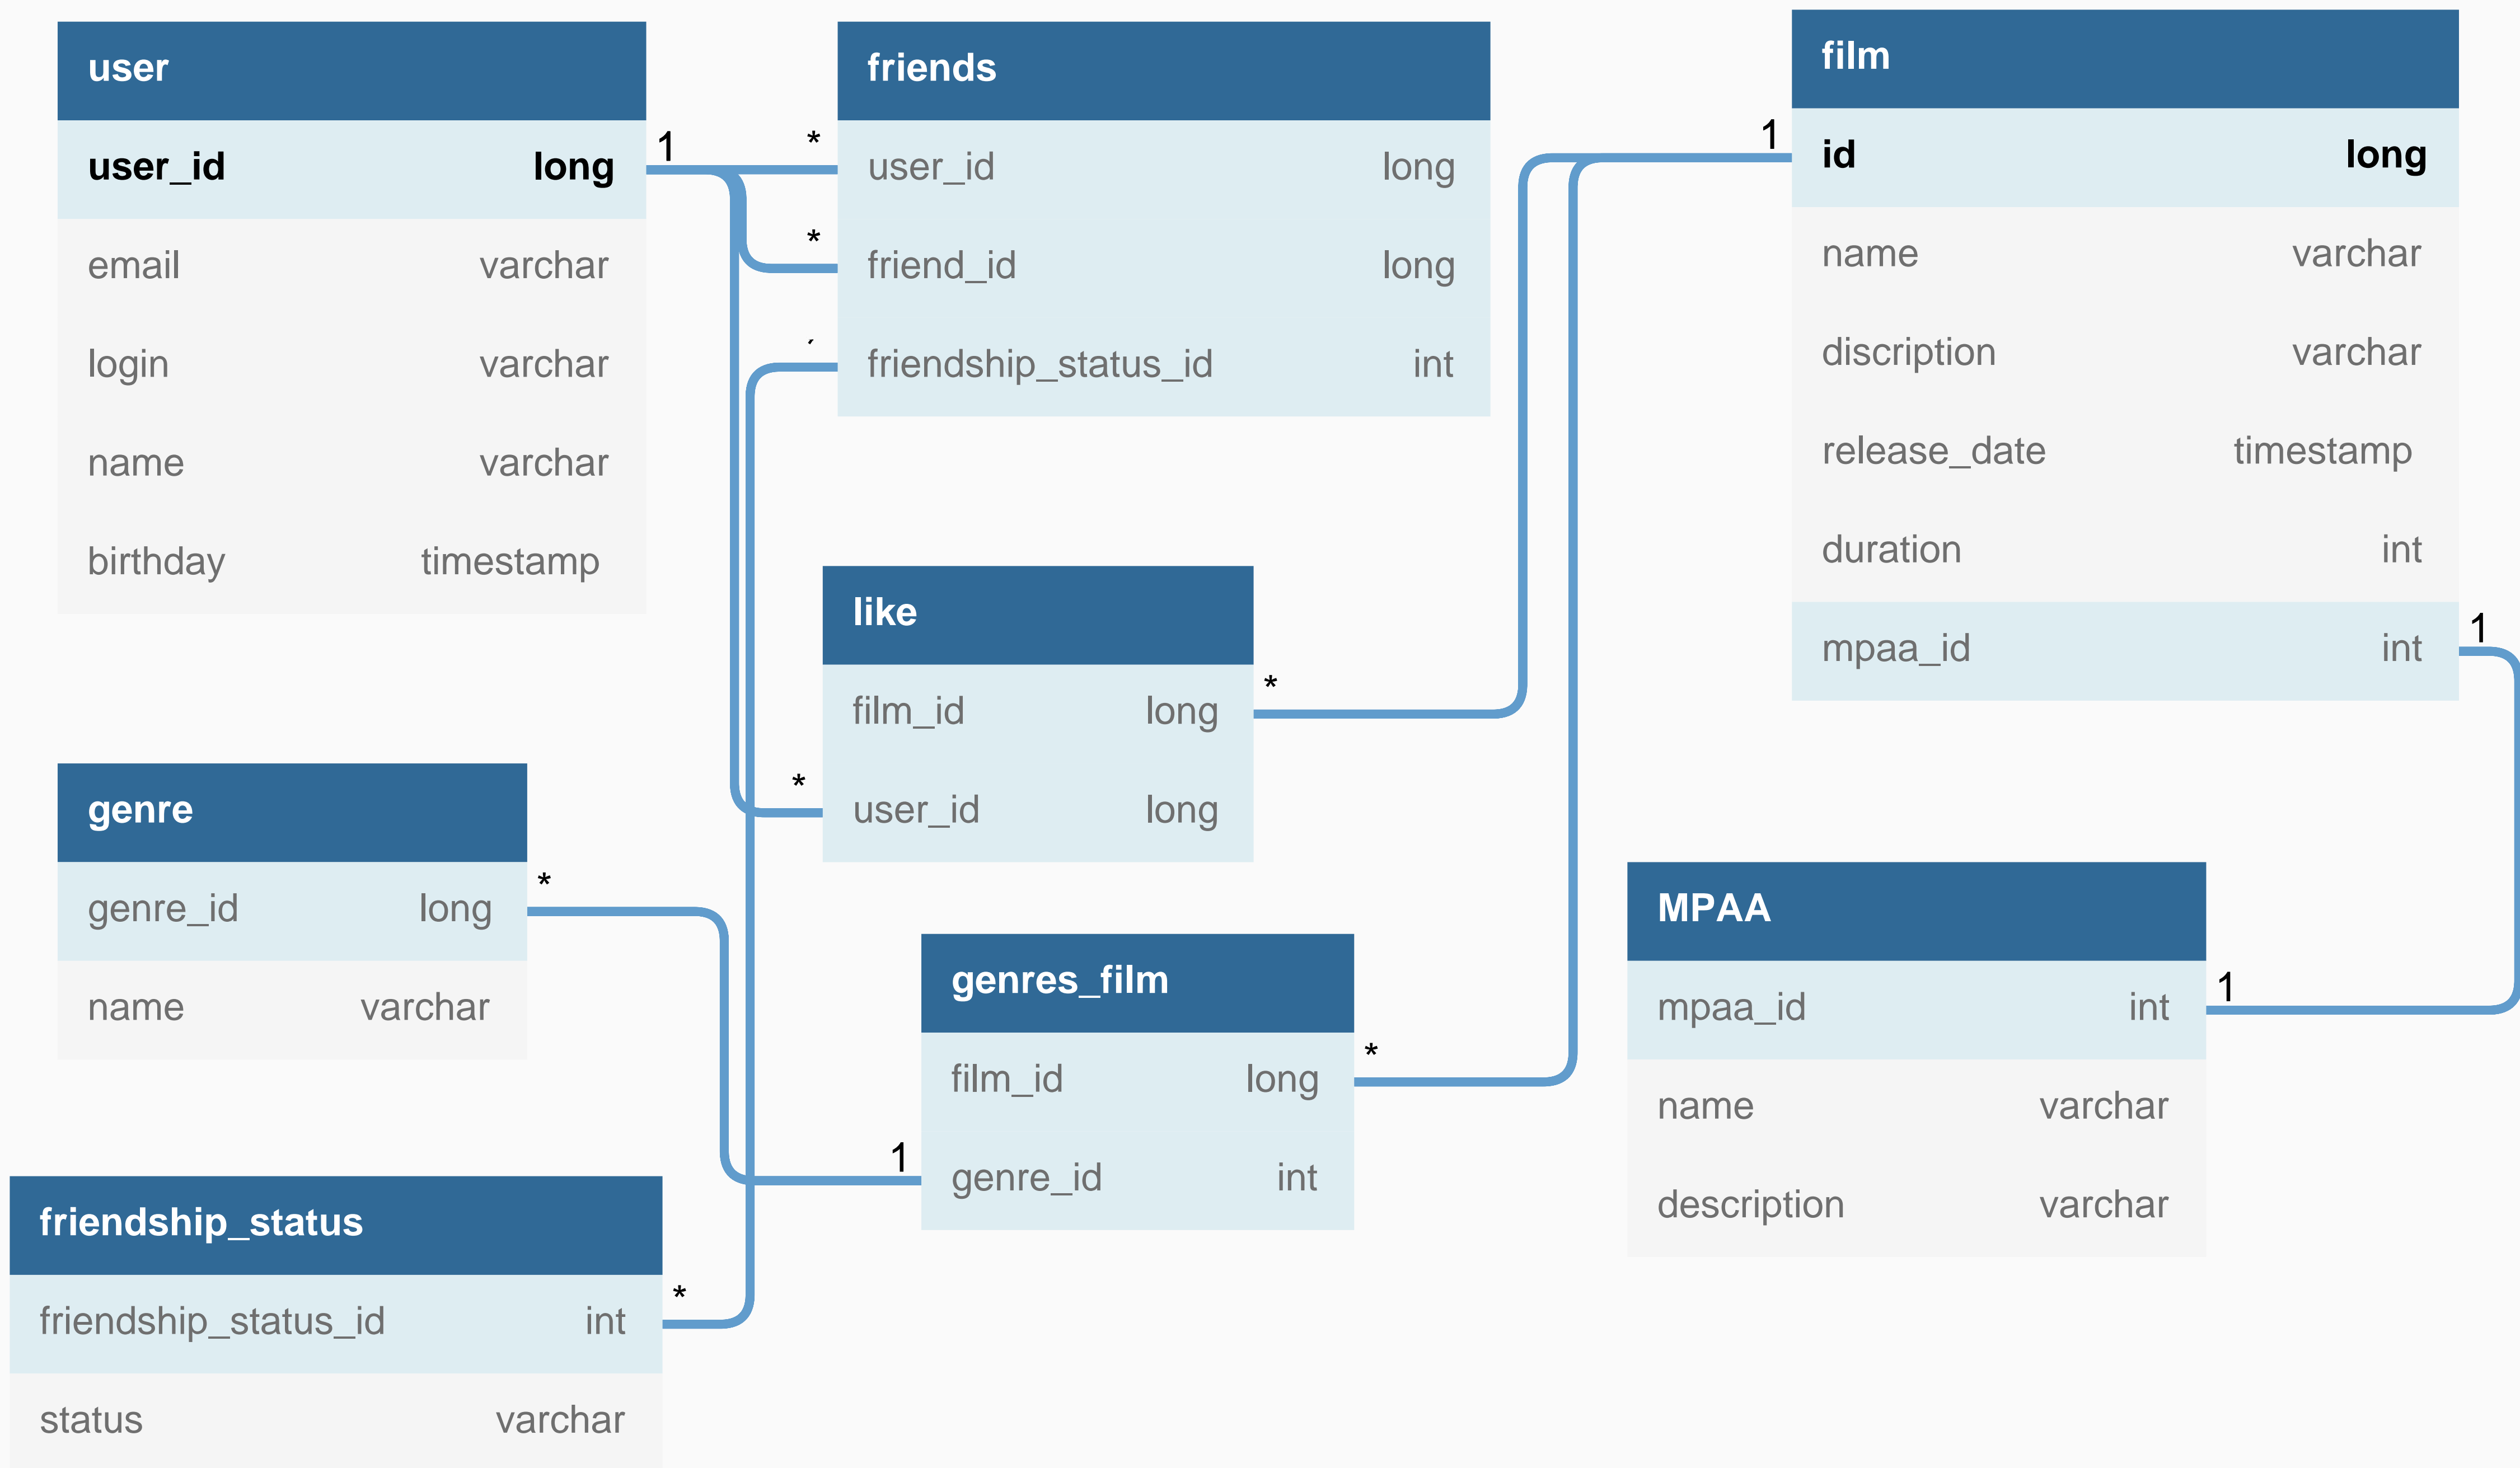 user
user_id long
email varchar
login varchar
name varchar
birthday timestamp
1
friends
* user_id long
* friend_id long
friendship_status_id int
film
1 id long
name varchar
discription varchar
release_date timestamp
duration int
mpaa_id int 1
like
film_id long *
* user_id long
genre
genre_id long *
name varchar
genres_film
film_id long *
1 genre_id int
MPAA
mpaa_id int 1
name varchar
description varchar
friendship_status
friendship_status_id int *
status varchar